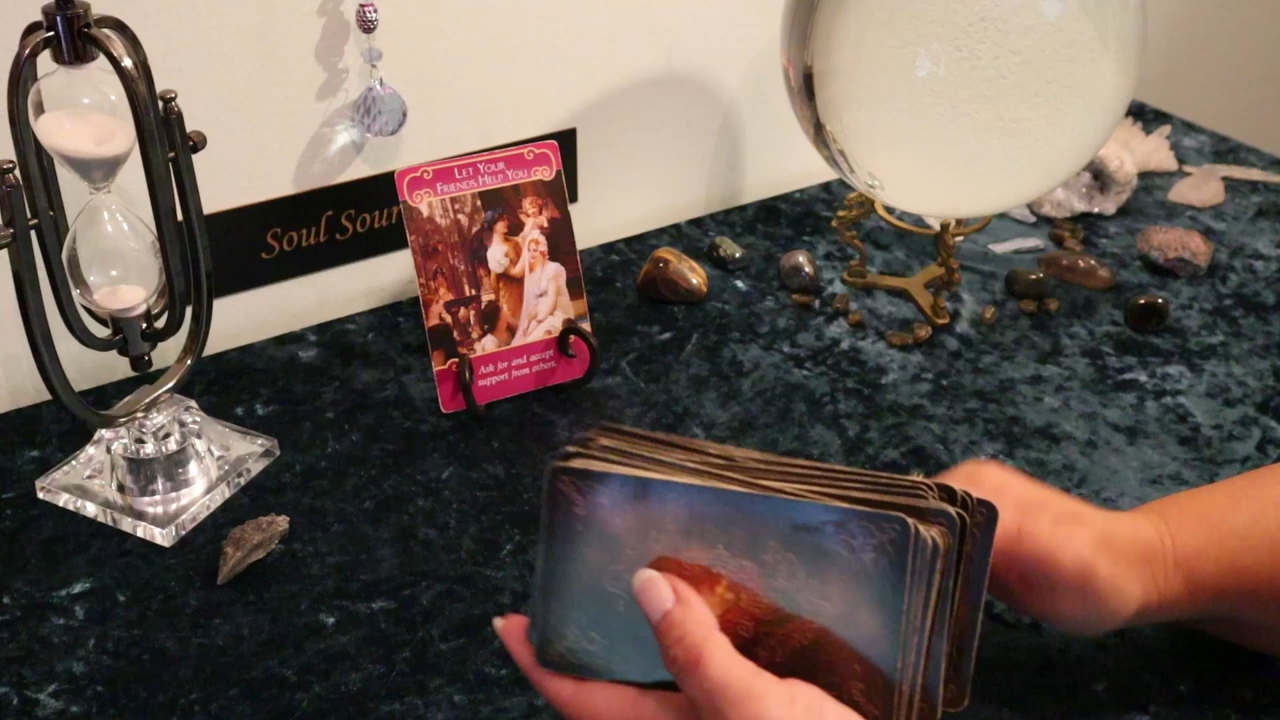 Soul Sour
LET YOUR
FRIENDS HELP YOU
Ask for and accept
support from others.